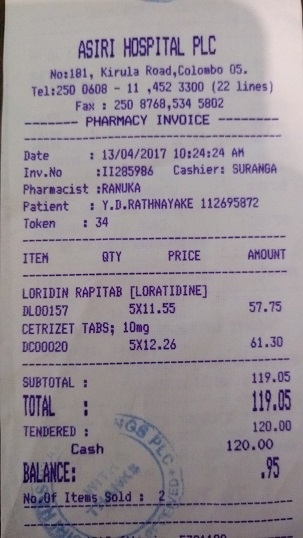 ASIRI HOSPITAL PLC
No:181, Kirula Road,Colombo 05.
Tel:250 0608 - 11 ,452 3300 (22 lines)
Fax : 250 8768,534 5802
------- PHARMACY INVOICE ---------
Date : 13/04/2017 10:24:24 AM
Inv.No :II285986 Cashier: SURANGA
Pharmacist :RANUKA
Patient : Y.D.RATHNAYAKE 112695872
Token : 34
ITEM QTY PRICE AMOUNT
LORIDIN RAPITAB [LORATIDINE]
DL00157 5X11.55 57.75
CETRIZET TABS; 10mg
DC00020 5X12.26 61.30
SUBTOTAL : 119.05
TOTAL : 119.05
TENDERED : 120.00
Cash 120.00
BALANCE: .95
No.Of Items Sold : 2